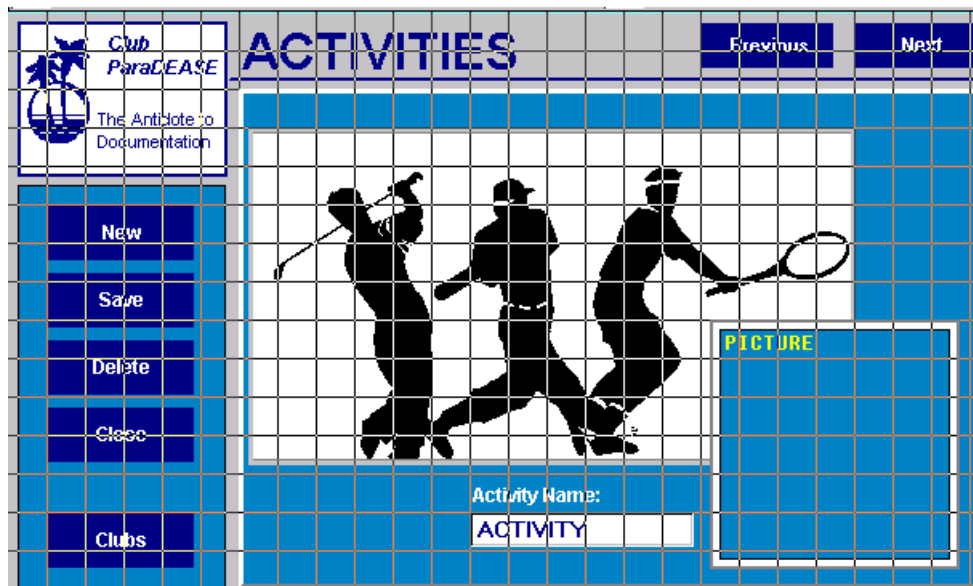 Club
ParaDEASE
The Antidote to
Documentation
ACTIVITIES
Previous
Next
New
Save
Delete
Close
Clubs
PICTURE
Activity Name:
ACTIVITY